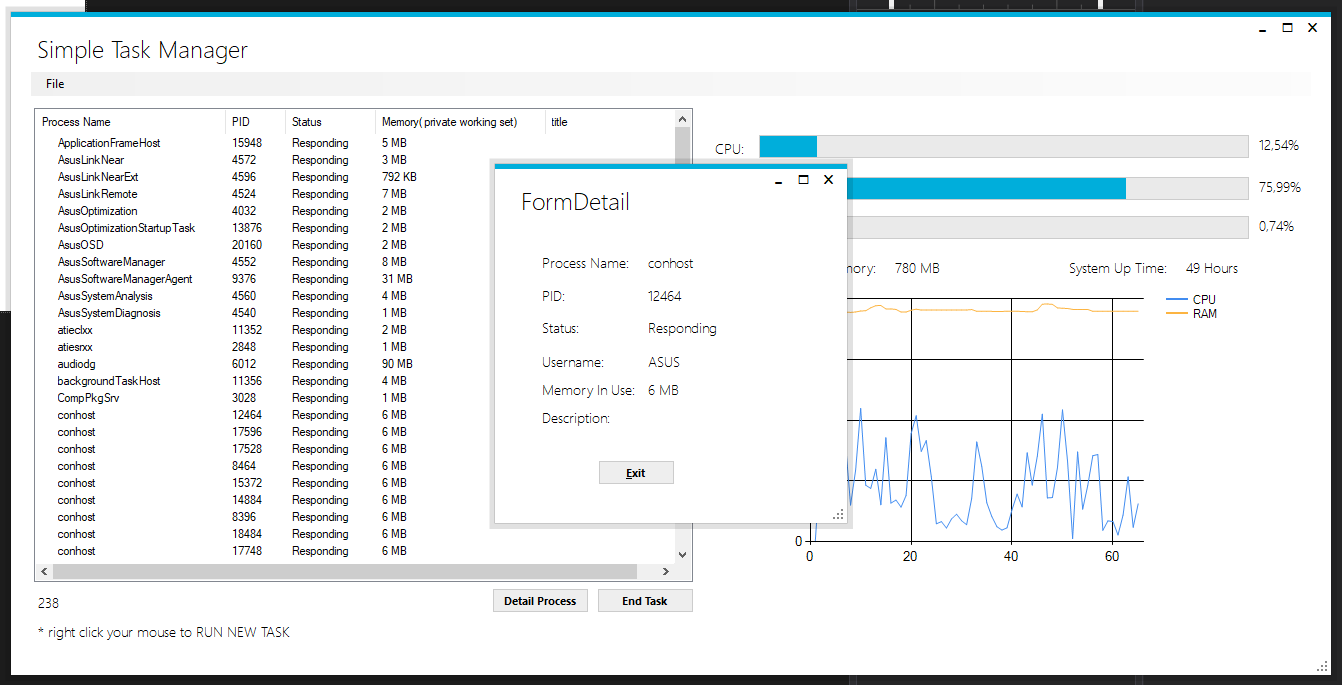 Simple Task Manager
File
Process Name PID Status Memory( private working set) title
ApplicationFrameHost 15948 Responding 5 MB
AsusLinkNear 4572 Responding 3 MB
AsusLinkNearExt 4596 Responding 792 KB
AsusLinkRemote 4524 Responding 7 MB
AsusOptimization 4032 Responding 2 MB
AsusOptimizationStartupTask 13876 Responding 2 MB
AsusOSD 20160 Responding 2 MB
AsusSoftwareManager 4552 Responding 8 MB
AsusSoftwareManagerAgent 9376 Responding 31 MB
AsusSystemAnalysis 4560 Responding 4 MB
AsusSystemDiagnosis 4540 Responding 1 MB
atieclxx 11352 Responding 2 MB
atiesrxx 2848 Responding 1 MB
audiodg 6012 Responding 90 MB
backgroundTaskHost 11356 Responding 4 MB
CompPkgSrv 3028 Responding 1 MB
conhost 12464 Responding 6 MB
conhost 17596 Responding 6 MB
conhost 17528 Responding 6 MB
conhost 8464 Responding 6 MB
conhost 15372 Responding 6 MB
conhost 14884 Responding 6 MB
conhost 8396 Responding 6 MB
conhost 18484 Responding 6 MB
conhost 17748 Responding 6 MB
238
Detail Process End Task
* right click your mouse to RUN NEW TASK
FormDetail
Process Name: conhost
PID: 12464
Status: Responding
Username: ASUS
Memory In Use: 6 MB
Description:
Exit
CPU: 12,54%
75,99%
0,74%
nory: 780 MB System Up Time: 49 Hours
CPU
RAM
0
0 20 40 60